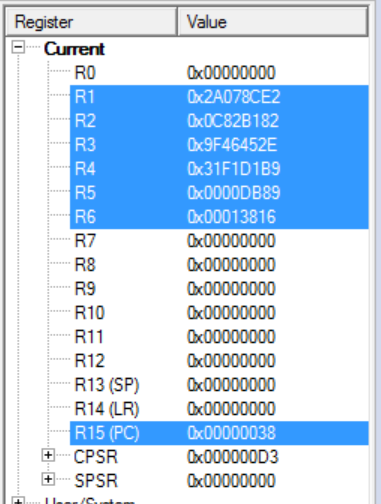 Register Value
Current
R0 0x00000000
R1 0x2A078CE2
R2 0x0C82B182
R3 0x9F46452E
R4 0x31F1D1B9
R5 0x0000DB89
R6 0x00013816
R7 0x00000000
R8 0x00000000
R9 0x00000000
R10 0x00000000
R11 0x00000000
R12 0x00000000
R13 (SP) 0x00000000
R14 (LR) 0x00000000
R15 (PC) 0x00000038
CPSR 0x000000D3
SPSR 0x00000000
User/System